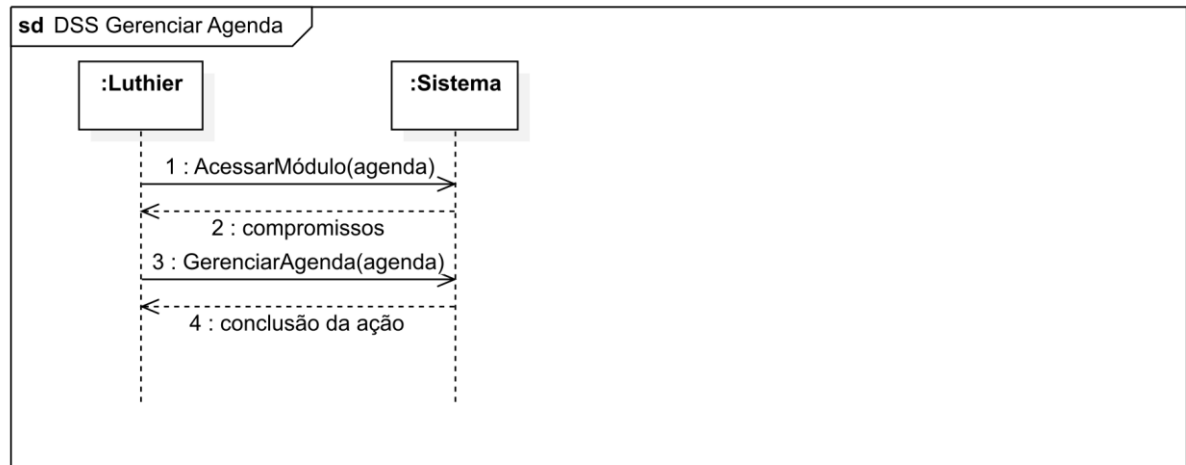 sd DSS Gerenciar Agenda
:Luthier
:Sistema
1 : AcessarMódulo(agenda)
2 : compromissos
3 : GerenciarAgenda(agenda)
4 : conclusão da ação